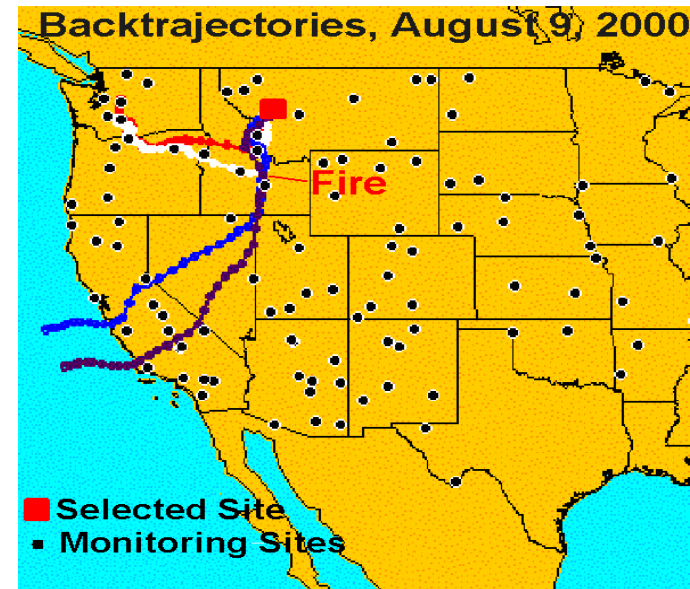 Backtrajectories, August 9, 2000
Fire
Selected Site
Monitoring Sites